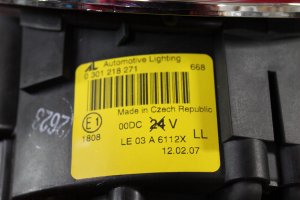 AL Automotive Lighting
0 301 218 271
668
Made in Czech Republic
E1
00DC 24 V
1808
LE 03 A 6112X
LL
12.02.07